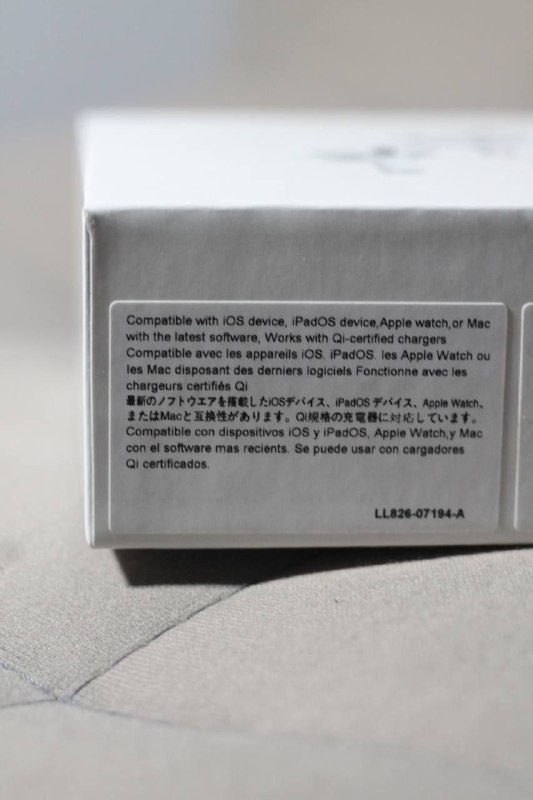 Compatible with iOS device, iPadOS device,Apple watch,or Mac
with the latest software, Works with Qi-certified chargers
Compatible avec les appareils iOS. iPadOS. les Apple Watch ou
les Mac disposant des derniers logiciels Fonctionne avec les
chargeurs certifiés Qi
最新のノフトウエアを搭載したiOSデバイス、iPadOS デバイス、Apple Watch、
またはMacと互換性があります。Qi規格の充電器に対応しています。
Compatible con dispositivos iOS y iPadOS, Apple Watch,y Mac
con el software mas recients. Se puede usar con cargadores
Qi certificados.
LL826-07194-A